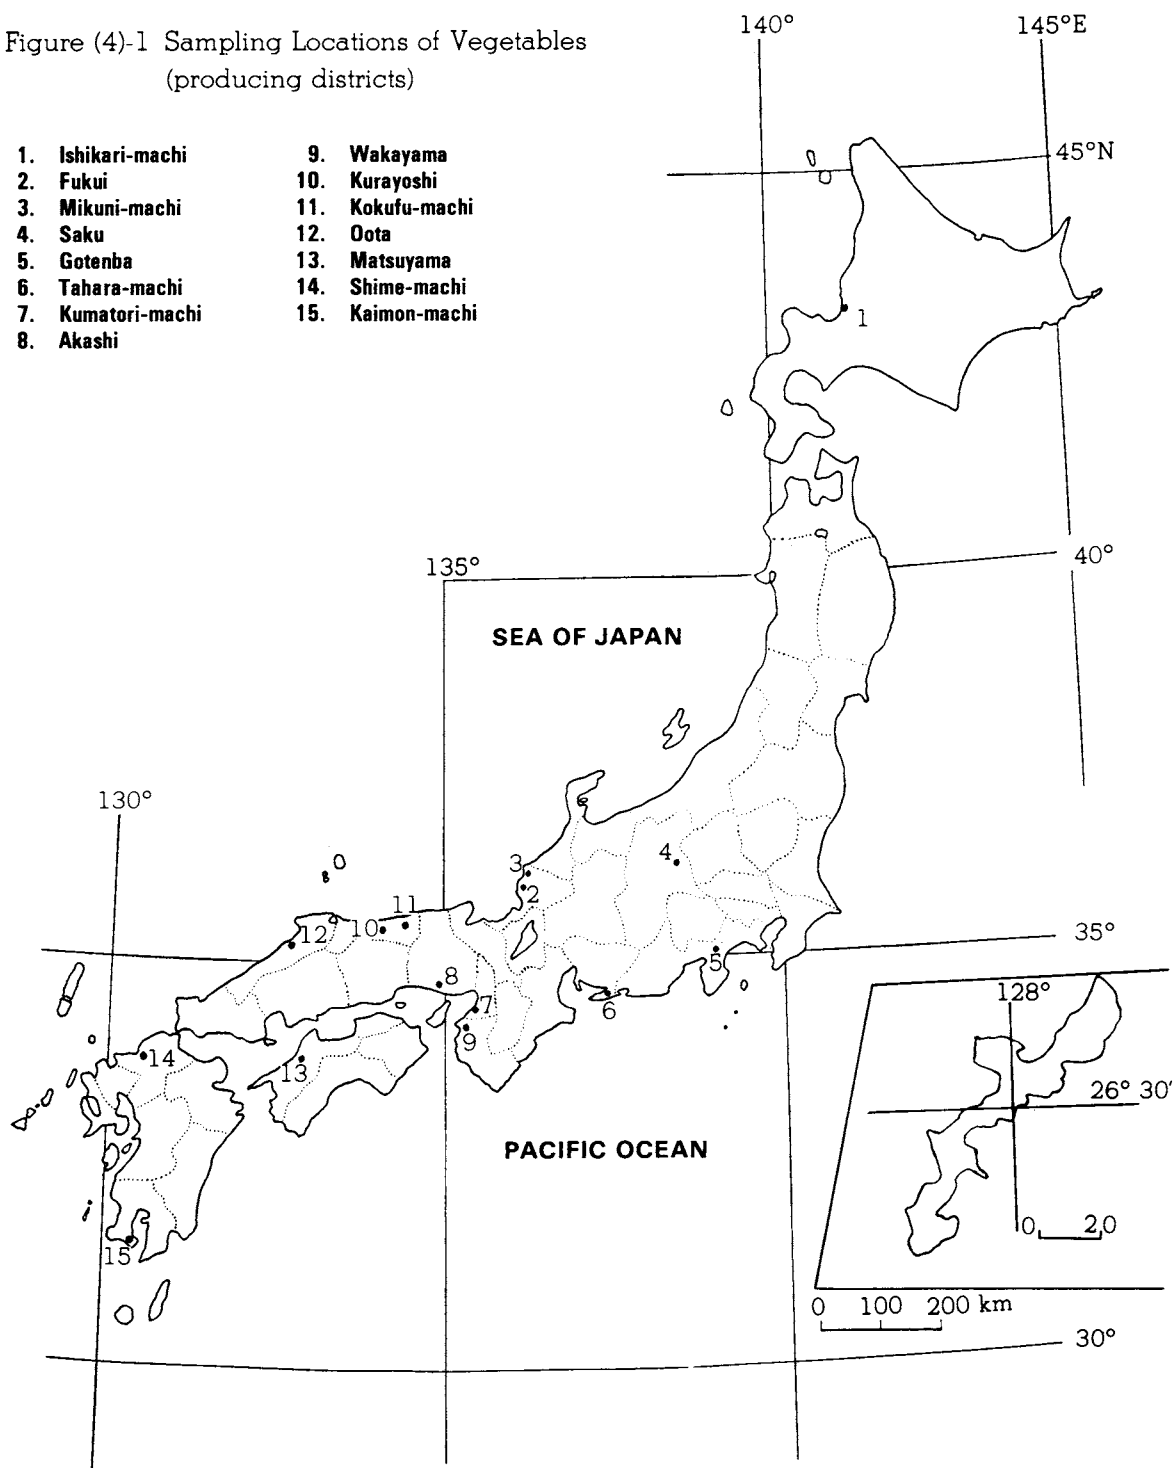 Figure (4)-1 Sampling Locations of Vegetables
(producing districts)
1. Ishikari-machi
2. Fukui
3. Mikuni-machi
4. Saku
5. Gotenba
6. Tahara-machi
7. Kumatori-machi
8. Akashi
9. Wakayama
10. Kurayoshi
11. Kokufu-machi
12. Oota
13. Matsuyama
14. Shime-machi
15. Kaimon-machi
140°
145°E
45°N
1
40°
135°
SEA OF JAPAN
130°
4
3
2
11
10
12
35°
5
8
7
6
9
14
13
128°
26° 30'
PACIFIC OCEAN
0 20
15
0 100 200 km
30°